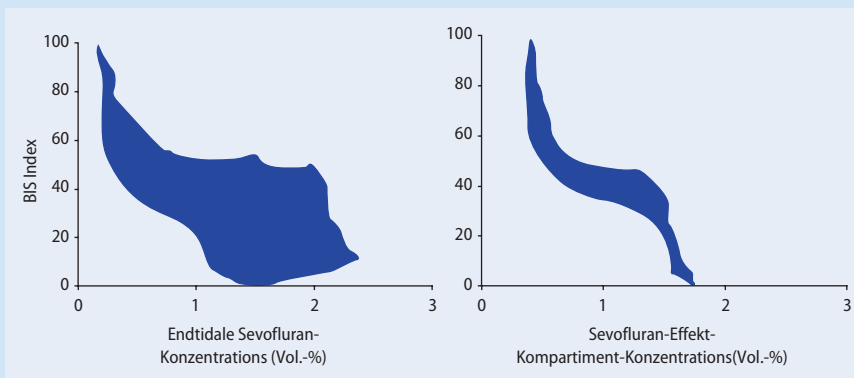 100
80
60
40
20
0
BIS Index
0 1 2 3
Endtidale Sevofluran-
Konzentrations (Vol.-%)
100
80
60
40
20
0
0 1 2 3
Sevofluran-Effekt-
Kompartiment-Konzentrations(Vol.-%)